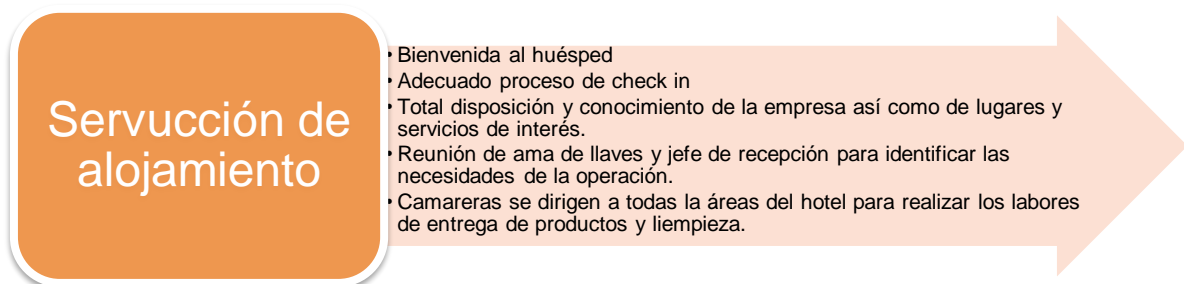 Servucción de
alojamiento
• Bienvenida al huésped
• Adecuado proceso de check in
• Total disposición y conocimiento de la empresa así como de lugares y
servicios de interés.
• Reunión de ama de llaves y jefe de recepción para identificar las
necesidades de la operación.
• Camareras se dirigen a todas la áreas del hotel para realizar los labores
de entrega de productos y liempieza.